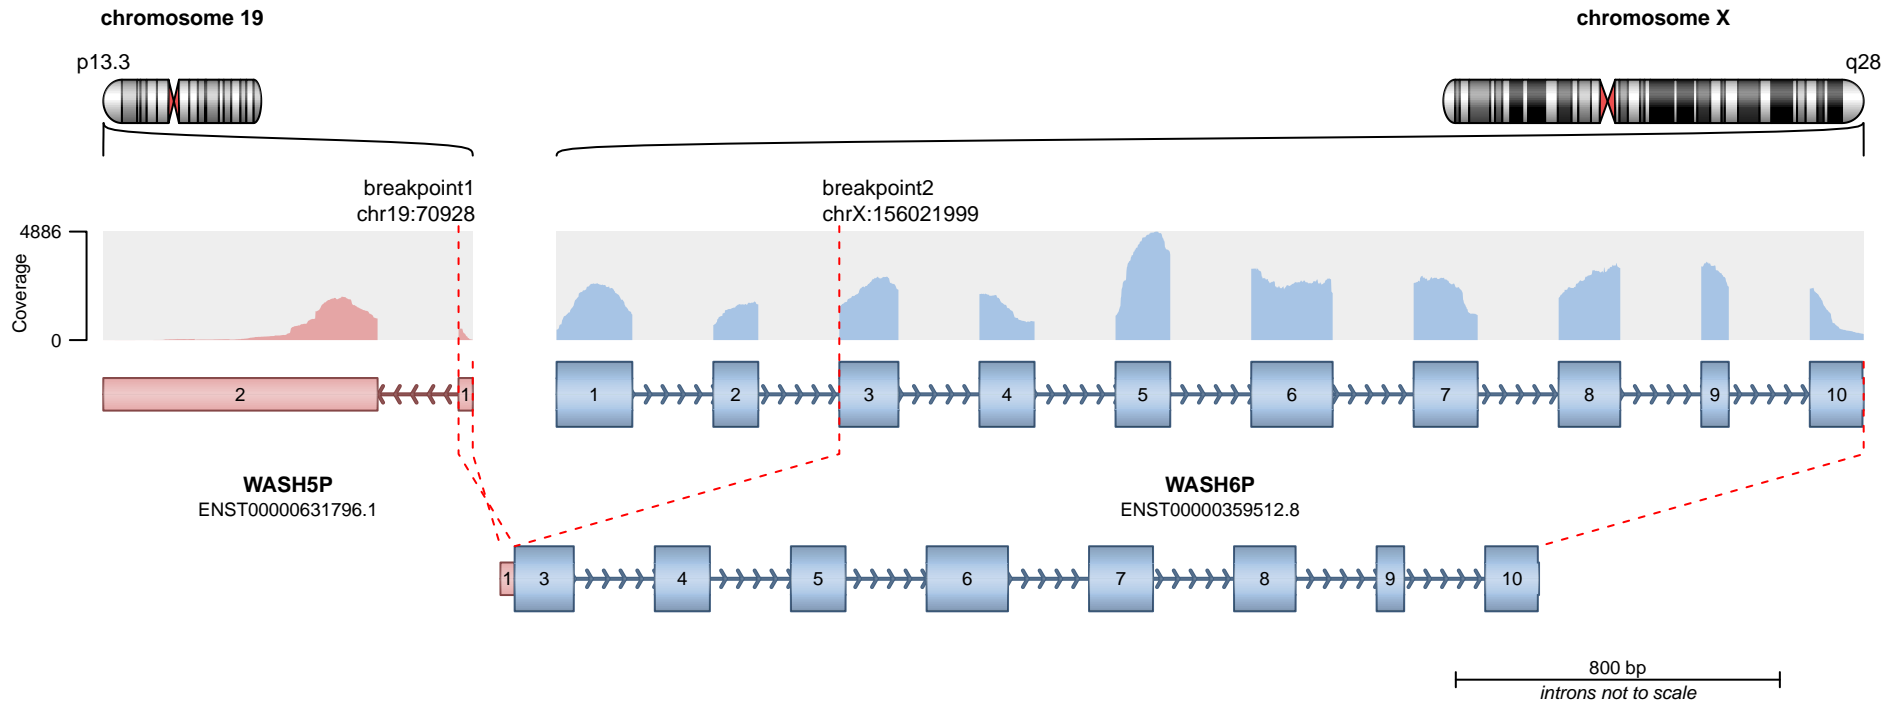 chromosome 19
chromosome X
p13.3
q28
breakpoint1
chr19:70928
breakpoint2
chrX:156021999
4886
Coverage
0
2
1
1
2
3
4
5
6
7
8
9
10
WASH5P
ENST00000631796.1
WASH6P
ENST00000359512.8
1
3
4
5
6
7
8
9
10
800 bp
introns not to scale